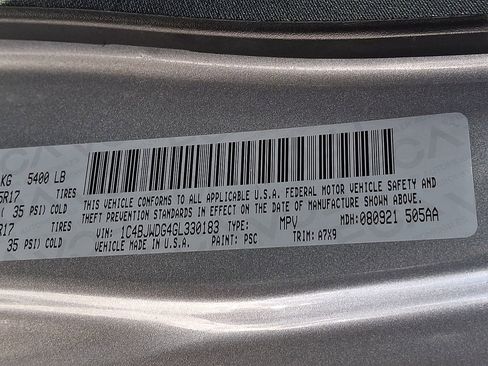 KG 5400 LB
5R17 TIRES
( 35 PSI) COLD
R17 TIRES
35 PSI) COLD
THIS VEHICLE CONFORMS TO ALL APPLICABLE U.S.A. FEDERAL MOTOR VEHICLE SAFETY AND
THEFT PREVENTION STANDARDS IN EFFECT ON THE DATE OF MANUFACTURE SHOWN ABOVE.
VIN: 1C4BJWDG4GL330183 TYPE: MPV MDH: 080921 505AA
VEHICLE MADE IN U.S.A. PAINT: PSC TRIM: A7X9